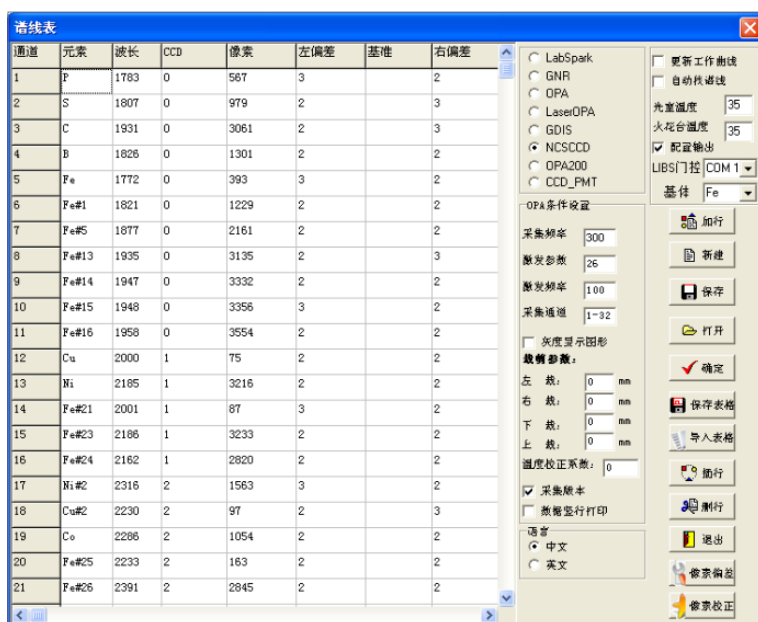 谱线表
通道 元素 波长 CCD 像素 左偏差 基准 右偏差
1 P 1783 0 567 3 2
2 S 1807 0 979 2 3
3 C 1931 0 3061 2 2
4 B 1826 0 1301 2 2
5 Fe 1772 0 393 3 2
6 Fe#1 1821 0 1229 2 2
7 Fe#5 1877 0 2161 2 2
8 Fe#13 1935 0 3135 2 3
9 Fe#14 1947 0 3332 2 2
10 Fe#15 1948 0 3356 3 2
11 Fe#16 1958 0 3554 2 2
12 Cu 2000 1 75 2 2
13 Ni 2185 1 3216 2 2
14 Fe#21 2001 1 87 3 2
15 Fe#23 2186 1 3233 2 2
16 Fe#24 2162 1 2820 2 2
17 Ni#2 2316 2 1563 3 2
18 Cu#2 2230 2 97 2 3
19 Co 2286 2 1054 2 2
20 Fe#25 2233 2 163 2 2
21 Fe#26 2391 2 2845 2 2
LabSpark
GNR
OPA
LaserOPA
GDIS
NCSCCD
OPA200
CCD_PMT
OPA条件设置
采集频率 300
激发参数 26
激发频率 100
采集通道 1-32
灰度显示图形
裁剪参数:
左 裁: 0 mm
右 裁: 0 mm
下 裁: 0 mm
上 裁: 0 mm
温度校正系数: 0
采集版本
数据竖行打印
语言
中文
英文
更新工作曲线
自动找谱线
光室温度 35
火花台温度 35
配置输出
LIBS门控 COM 1
基体 Fe
加行
新建
保存
打开
确定
保存表格
导入表格
插行
删行
退出
像素偏差
像素校正